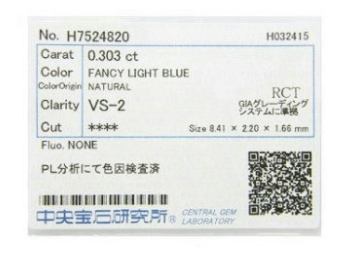 No. H7524820 H032415
Carat 0.303 ct
Color FANCY LIGHT BLUE
ColorOrigin NATURAL
RCT
Clarity VS-2
GIAグレーディング
システムに準拠
Cut **** Size 8.41 × 2.20 × 1.66 mm
Fluo. NONE
PL分析にて色因検査済
中央宝石研究所® CENTRAL GEM
LABORATORY